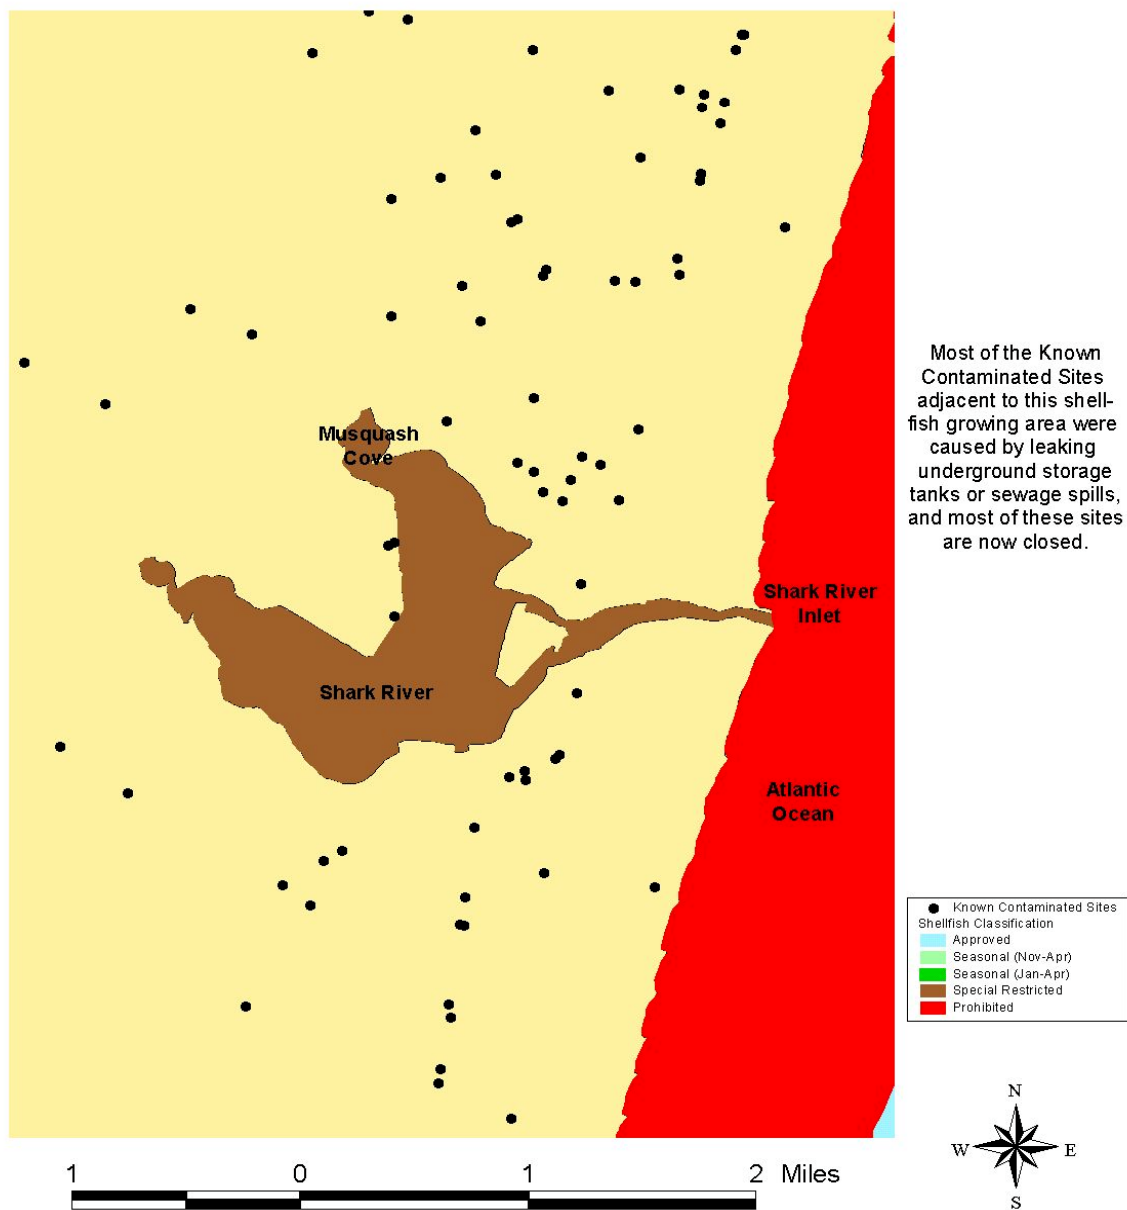 Most of the Known
Contaminated Sites
adjacent to this shell-
fish growing area were
caused by leaking
underground storage
tanks or sewage spills,
and most of these sites
are now closed.
Musquash
Cove
Shark River
Inlet
Shark River
Atlantic
Ocean
Known Contaminated Sites
Shellfish Classification
Approved
Seasonal (Nov-Apr)
Seasonal (Jan-Apr)
Special Restricted
Prohibited
N
W E
S
1 0 1 2 Miles